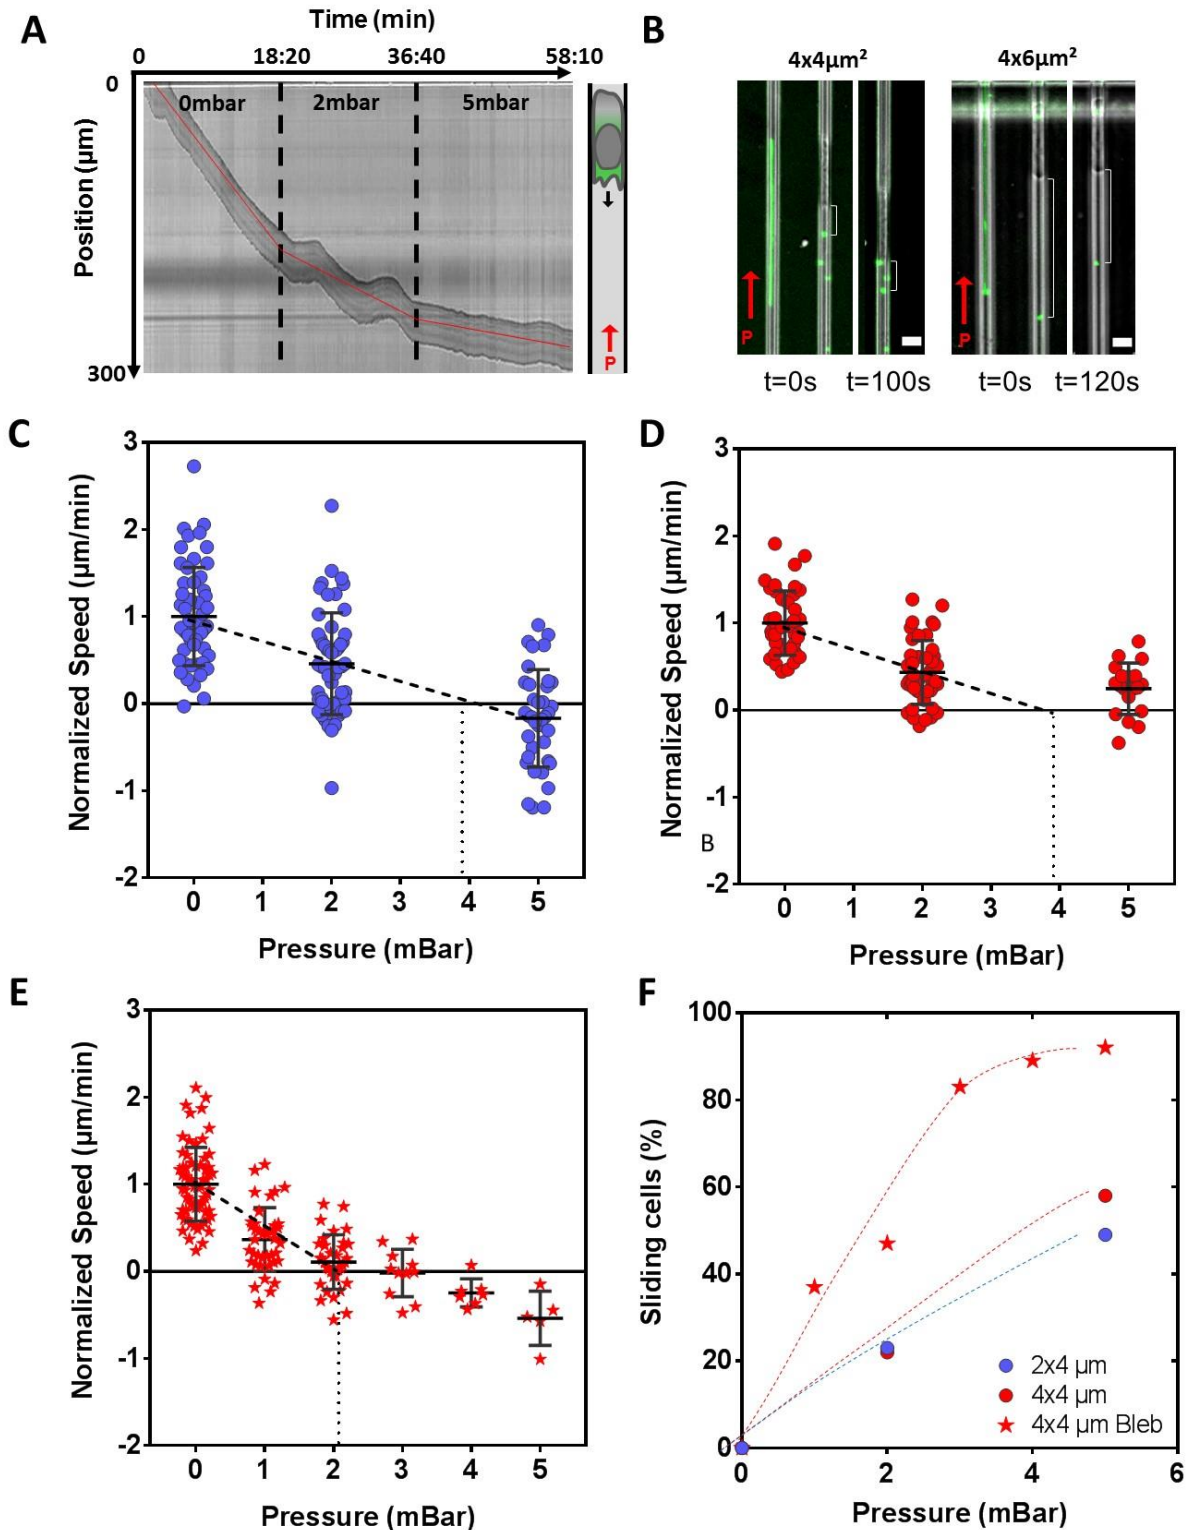 A
Time (min)
0 18:20 36:40 58:10
0
0mbar 2mbar 5mbar
Position (µm)
300
P
B
4x4µm² 4x6µm²
P
P
t=0s t=100s t=0s t=120s
C
3
2
1
0
-1
-2
Normalized Speed (µm/min)
0 1 2 3 4 5
Pressure (mBar)
D
3
2
1
0
-1
-2
Normalized Speed (µm/min)
B
0 1 2 3 4 5
Pressure (mBar)
E
3
2
1
0
-1
-2
Normalized Speed (µm/min)
0 1 2 3 4 5
Pressure (mBar)
F
100
80
60
40
20
0
Sliding cells (%)
2x4 µm
4x4 µm
4x4 µm Bleb
0 2 4 6
Pressure (mBar)